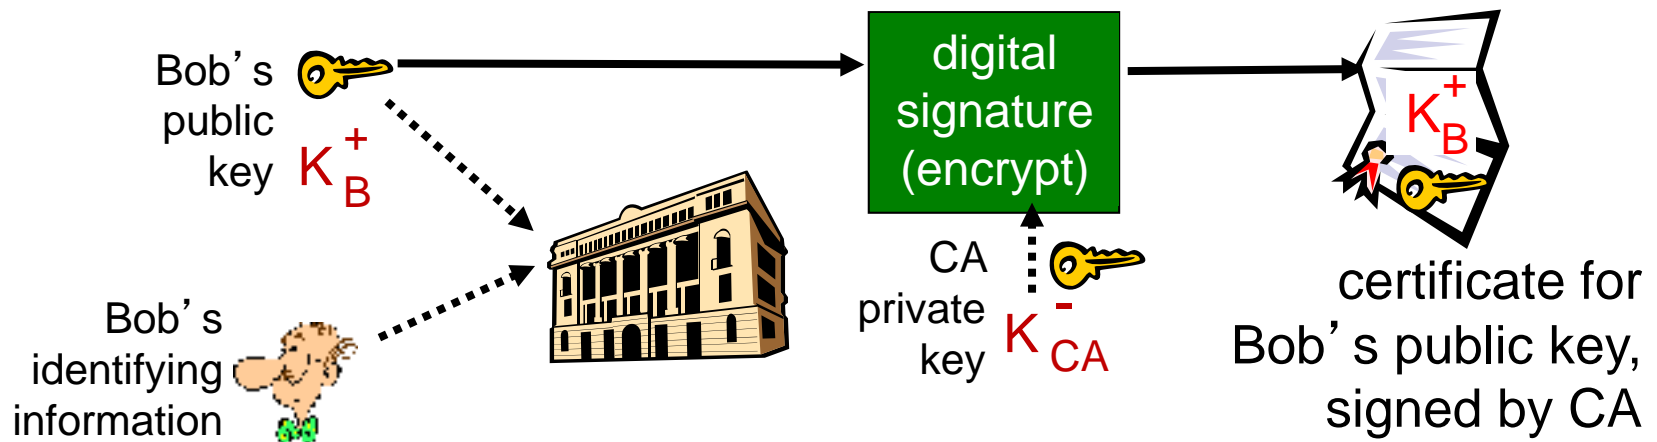 Bob’s
public
key
K
+
B
digital
signature
(encrypt)
K
+
B
Bob’s
identifying
information
CA
private
key
K
-
CA
certificate for
Bob’s public key,
signed by CA